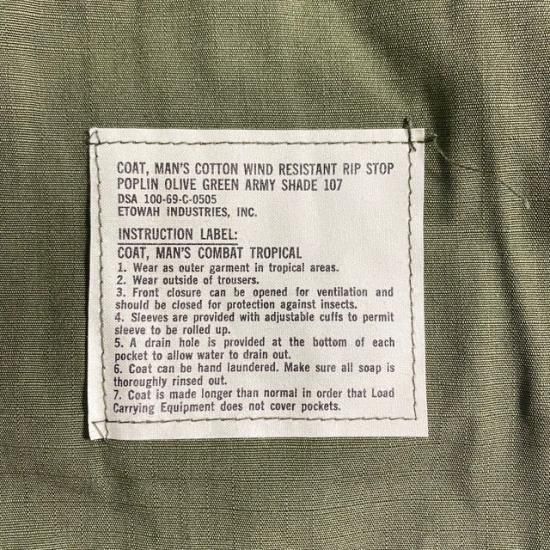 COAT, MAN'S COTTON WIND RESISTANT RIP STOP
POPLIN OLIVE GREEN ARMY SHADE 107
DSA 100-69-C-0505
ETOWAH INDUSTRIES, INC.
INSTRUCTION LABEL:
COAT, MAN'S COMBAT TROPICAL
1. Wear as outer garment in tropical areas.
2. Wear outside of trousers.
3. Front closure can be opened for ventilation and
should be closed for protection against insects.
4. Sleeves are provided with adjustable cuffs to permit
sleeve to be rolled up.
5. A drain hole is provided at the bottom of each
pocket to allow water to drain out.
6. Coat can be hand laundered. Make sure all soap is
thoroughly rinsed out.
7. Coat is made longer than normal in order that Load
Carrying Equipment does not cover pockets.